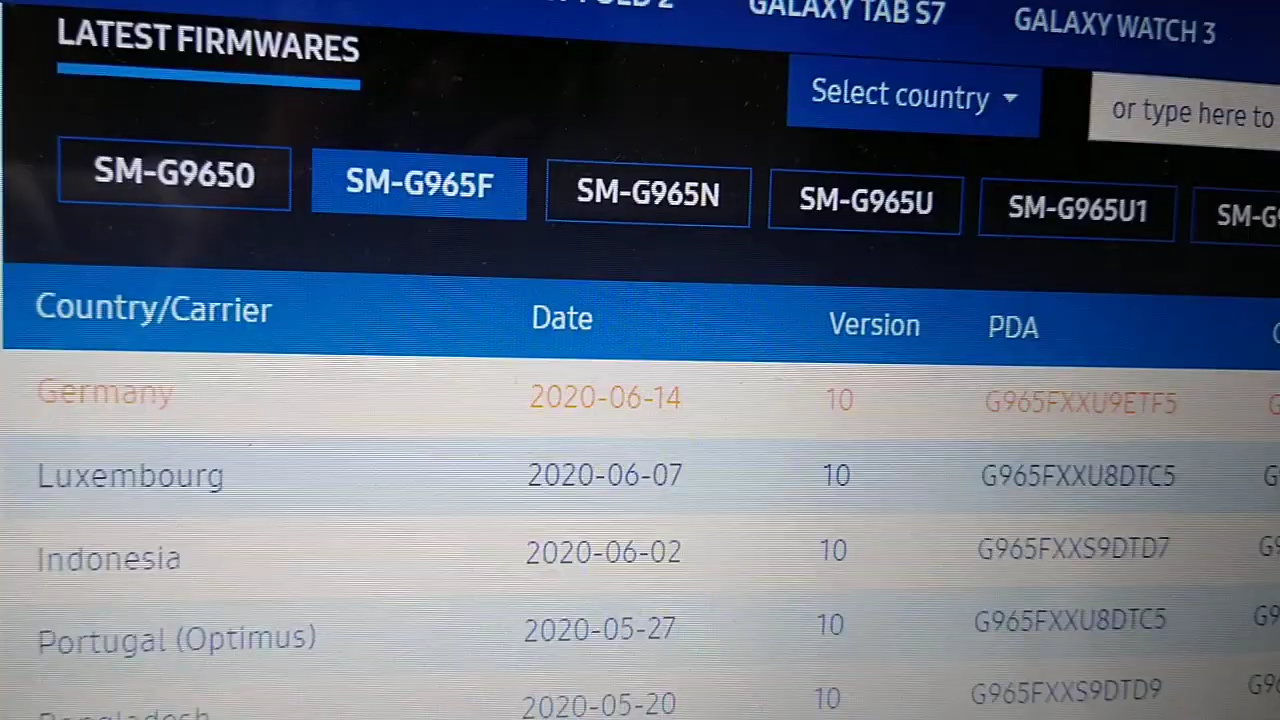 GALAXY TAB S7
GALAXY WATCH 3
LATEST FIRMWARES
Select country
or type here to
SM-G9650
SM-G965F
SM-G965N
SM-G965U
SM-G965U1
Country/Carrier Date Version PDA
Germany 2020-06-14 10 G965FXXU9ETF5
Luxembourg 2020-06-07 10 G965FXXU8DTC5
Indonesia 2020-06-02 10 G965FXXS9DTD7
Portugal (Optimus) 2020-05-27 10 G965FXXU8DTC5
Bangladesh 2020-05-20 10 G965FXXS9DTD9